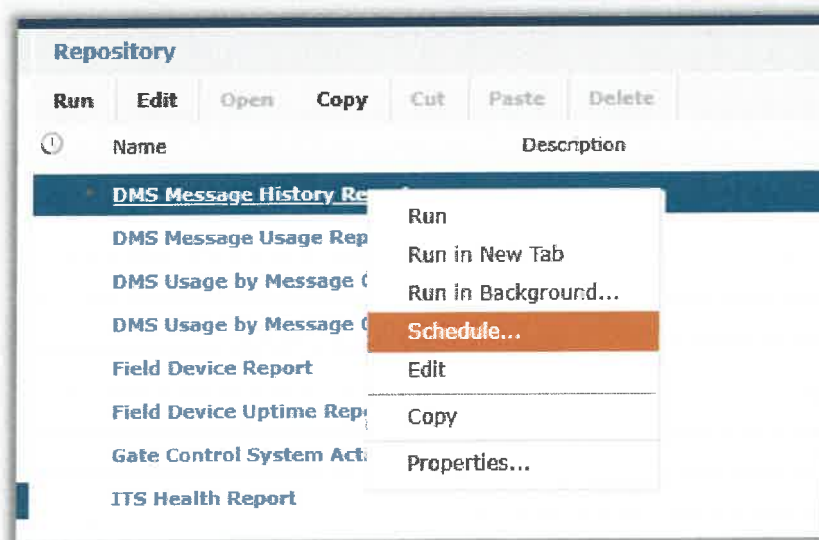 Repository
Run Edit Open Copy Cut Paste Delete
Name Description
DMS Message History Re
DMS Message Usage Rep
DMS Usage by Message
DMS Usage by Message
Field Device Report
Field Device Uptime Rep
Gate Control System Act
ITS Health Report
Run
Run in New Tab
Run in Background...
Schedule...
Edit
Copy
Properties...